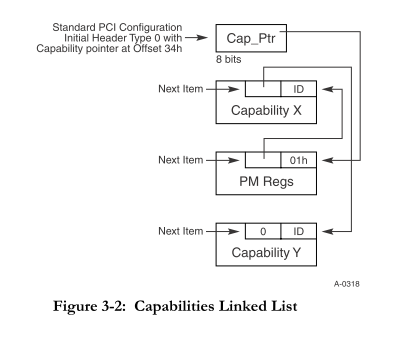 Standard PCI Configuration
Initial Header Type 0 with
Capability pointer at Offset 34h
Cap_Ptr
8 bits
Next Item
ID
Capability X
Next Item
01h
PM Regs
Next Item
0
ID
Capability Y
A-0318
Figure 3-2: Capabilities Linked List